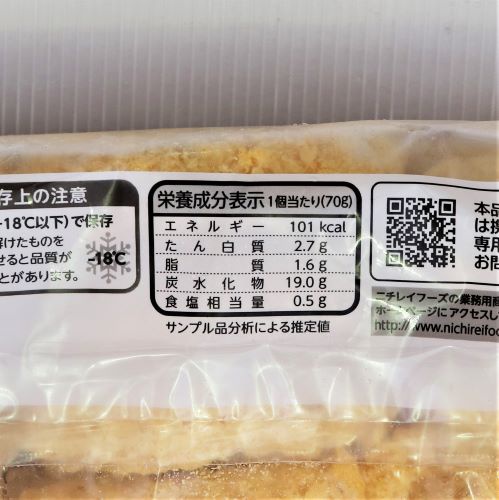 存上の注意
-18℃以下)で保存
解けたものを
せると品質が
とがあります。
-18℃
栄養成分表示 1個当たり(70g)
エネルギー 101 kcal
たん白質 2.7 g
脂質 1.6 g
炭水化物 19.0 g
食塩相当量 0.5 g
サンプル品分析による推定値
本品
は携
専用
お問
ニチレイフーズの業務用商
ホームページにアクセスし
http://www.nichireifoo